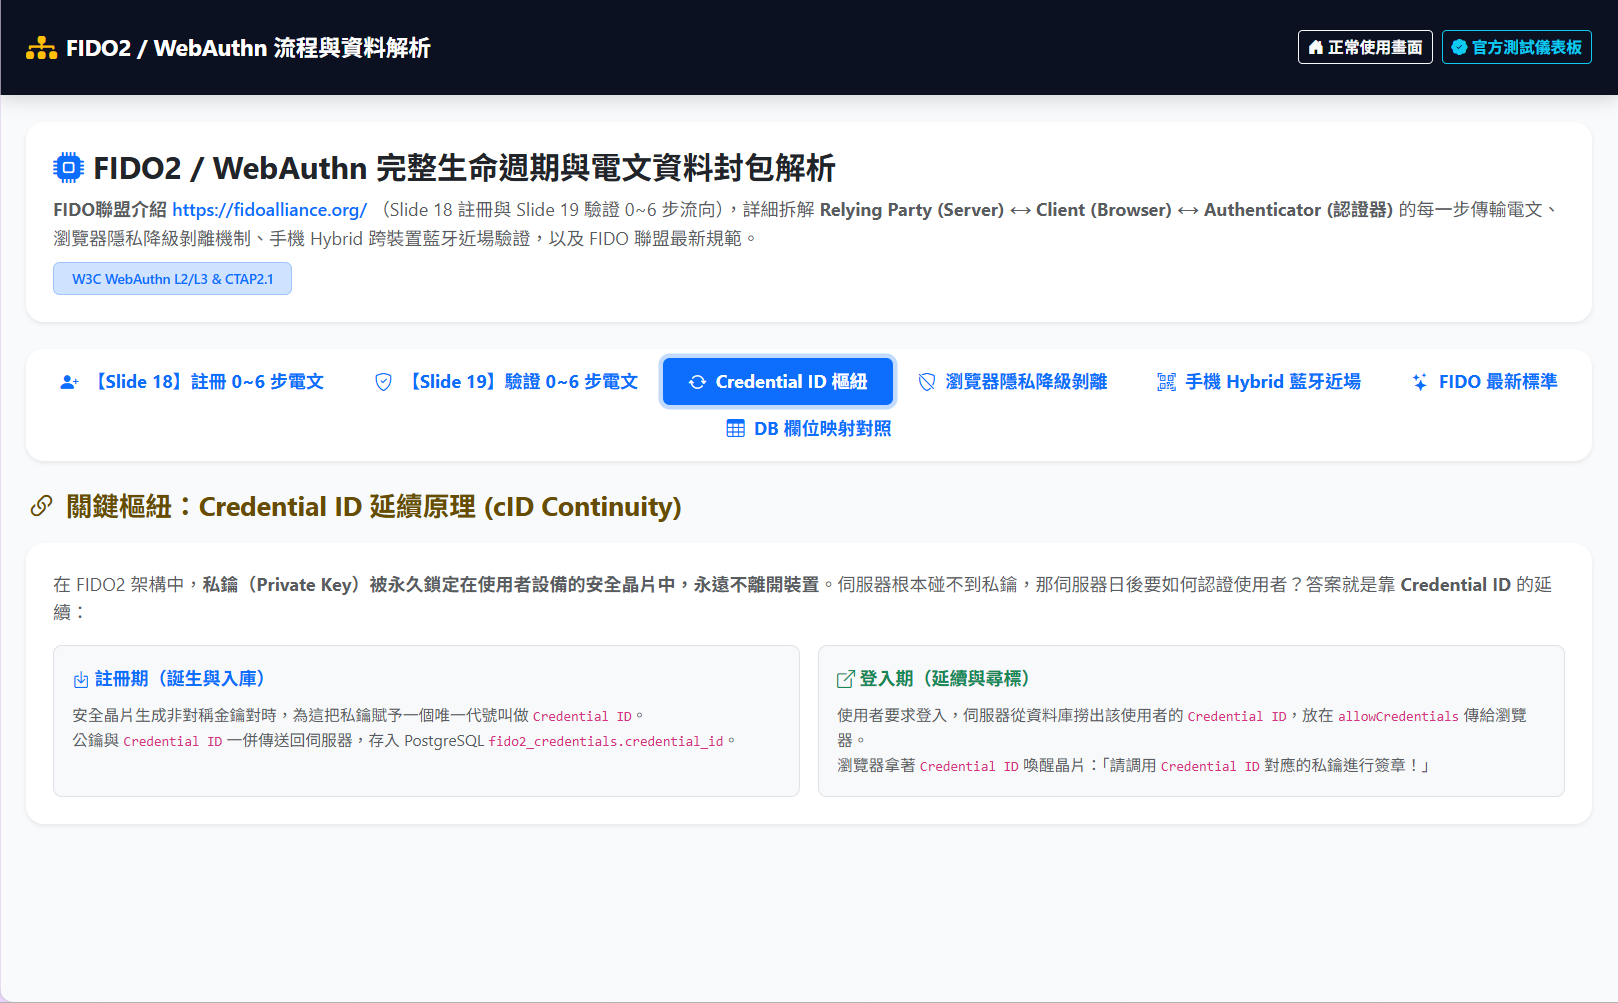 FIDO2 / WebAuthn 流程與資料解析
正常使用畫面
官方測試儀表板
FIDO2 / WebAuthn 完整生命週期與電文資料封包解析
FIDO聯盟介紹 https://fidoalliance.org/ （Slide 18 註冊與 Slide 19 驗證 0~6 步流向），詳細拆解 Relying Party (Server) ↔ Client (Browser) ↔ Authenticator (認證器) 的每一步傳輸電文、
瀏覽器隱私降級剝離機制、手機 Hybrid 跨裝置藍牙近場驗證，以及 FIDO 聯盟最新規範。
W3C WebAuthn L2/L3 & CTAP2.1
【Slide 18】註冊 0~6 步電文
【Slide 19】驗證 0~6 步電文
Credential ID 樞紐
瀏覽器隱私降級剝離
手機 Hybrid 藍牙近場
FIDO 最新標準
DB 欄位映射對照
關鍵樞紐：Credential ID 延續原理 (cID Continuity)
在 FIDO2 架構中，私鑰（Private Key）被永久鎖定在使用者設備的安全晶片中，永遠不離開裝置。伺服器根本碰不到私鑰，那伺服器日後要如何認證使用者？答案就是靠 Credential ID 的延
續：
註冊期（誕生與入庫）
安全晶片生成非對稱金鑰對時，為這把私鑰賦予一個唯一代號叫做 Credential ID。
公鑰與 Credential ID 一併傳送回伺服器，存入 PostgreSQL fido2_credentials.credential_id。
登入期（延續與尋標）
使用者要求登入，伺服器從資料庫撈出該使用者的 Credential ID，放在 allowCredentials 傳給瀏覽
器。
瀏覽器拿著 Credential ID 喚醒晶片：「請調用 Credential ID 對應的私鑰進行簽章！」